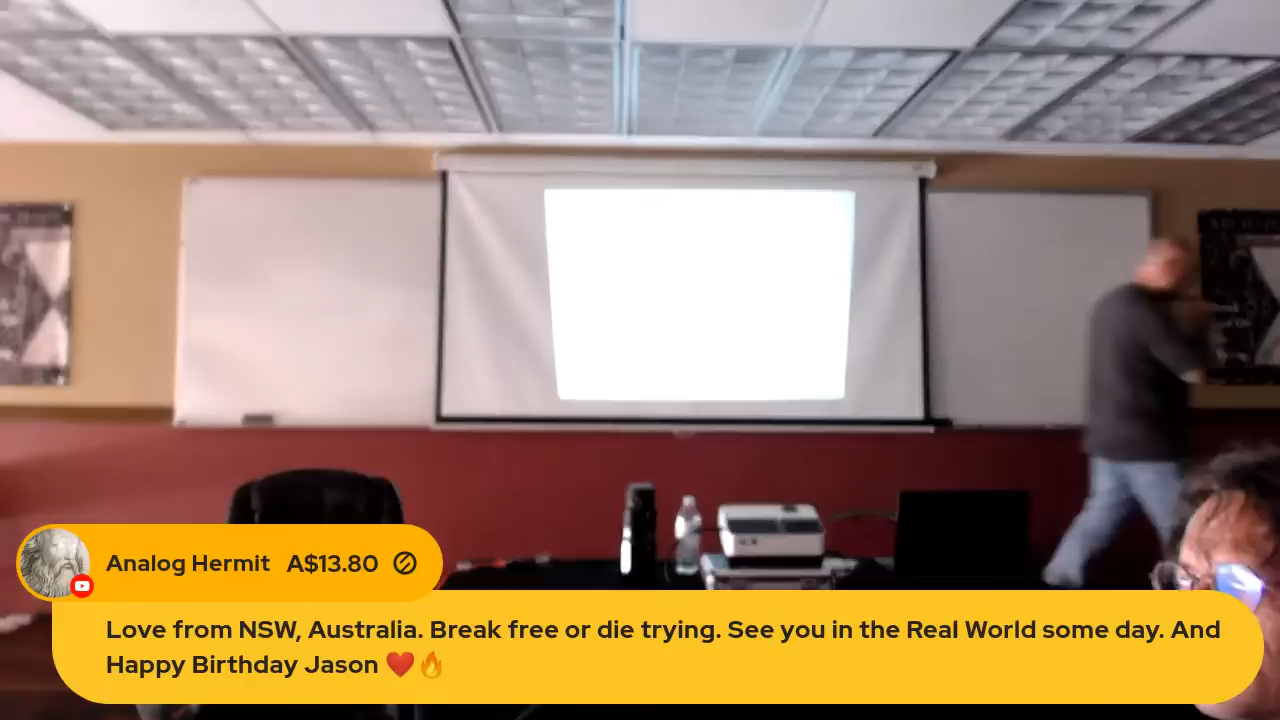 Analog Hermit A$13.80
Love from NSW, Australia. Break free or die trying. See you in the Real World some day. And
Happy Birthday Jason ❤️🔥